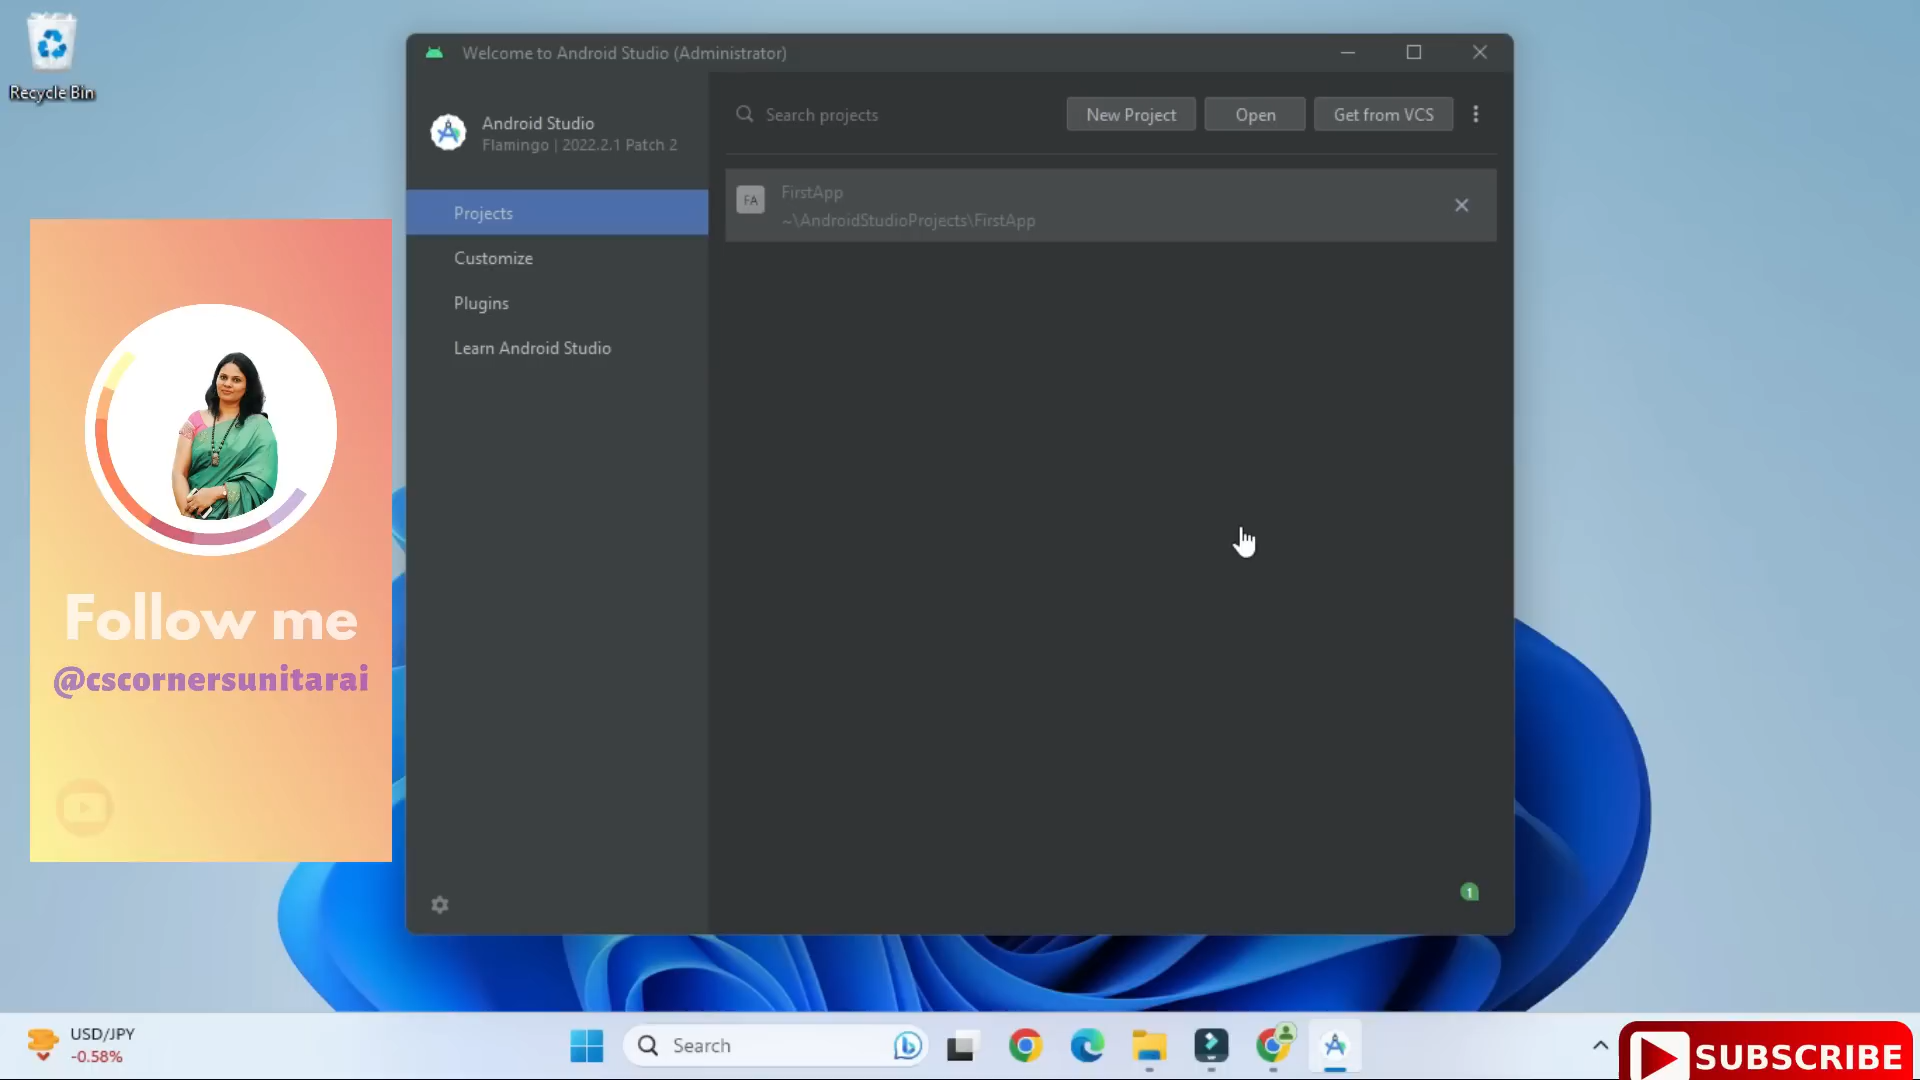 Recycle Bin
Welcome to Android Studio (Administrator)
Android Studio
Flamingo | 2022.2.1 Patch 2
Search projects
New Project
Open
Get from VCS
Projects
Customize
Plugins
Learn Android Studio
FA
FirstApp
~\AndroidStudioProjects\FirstApp
1
Follow me
@cscornersunitarai
USD/JPY
-0.58%
Search
SUBSCRIBE